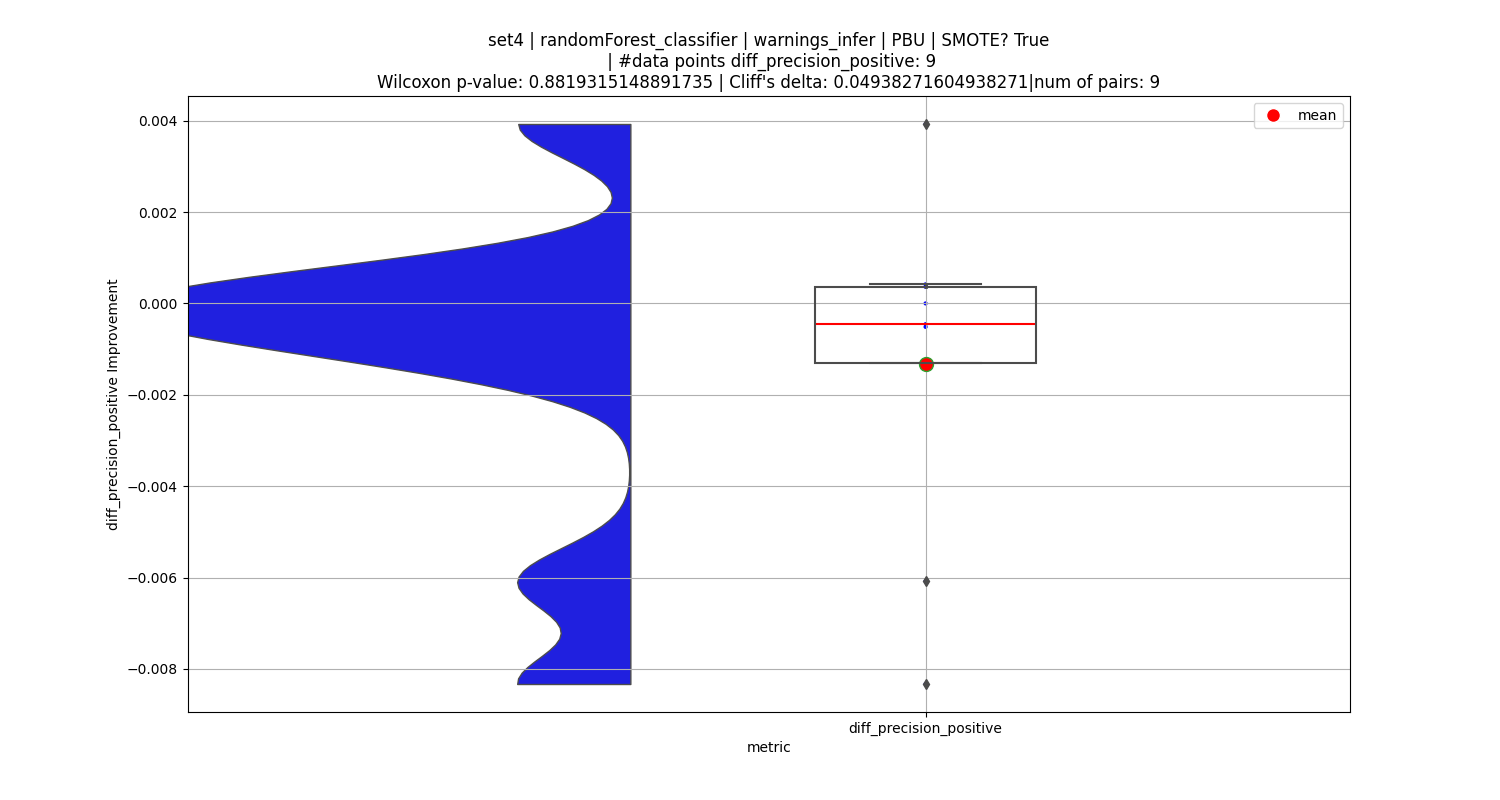 set4 | randomForest_classifier | warnings_infer | PBU | SMOTE? True
| #data points diff_precision_positive: 9
Wilcoxon p-value: 0.8819315148891735 | Cliff's delta: 0.04938271604938271|num of pairs: 9
mean
0.004
0.002
0.000
−0.002
−0.004
−0.006
−0.008
diff_precision_positive Improvement
diff_precision_positive
metric